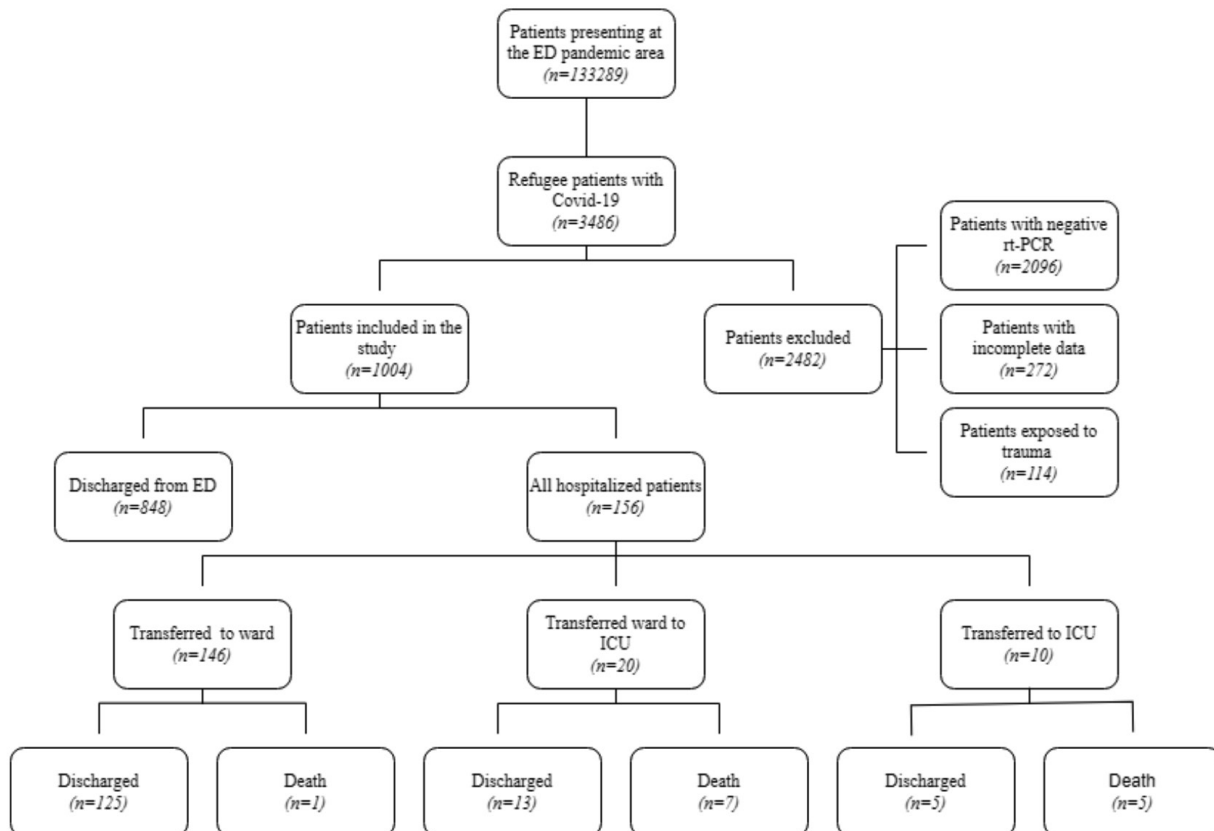 Patients presenting at
the ED pandemic area
(n=133289)
Refugee patients with
Covid-19
(n=3486)
Patients with negative
rt-PCR
(n=2096)
Patients included in the
study
(n=1004)
Patients excluded
(n=2482)
Patients with
incomplete data
(n=272)
Patients exposed to
trauma
(n=114)
Discharged from ED
(n=848)
All hospitalized patients
(n=156)
Transferred to ward
(n=146)
Transferred ward to
ICU
(n=20)
Transferred to ICU
(n=10)
Discharged
(n=125)
Death
(n=1)
Discharged
(n=13)
Death
(n=7)
Discharged
(n=5)
Death
(n=5)